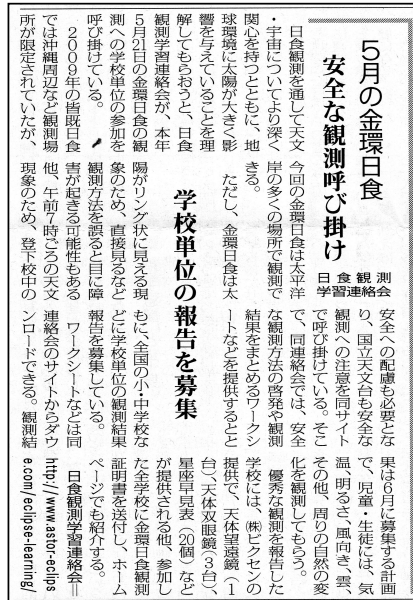 5月の金環日食
安全な観測呼び掛け
日食観測
学習連絡会
日食観測を通して天文
・宇宙についてより深く
関心を持つとともに、地
球環境に太陽が大きく影
響を与えていることを理
解してもらおうと、日食
観測学習連絡会が、本年
5月21日の金環日食の観
測への学校単位の参加を
呼び掛けている。
2009年の皆既日食
では沖縄周辺など観測場
所が限定されていたが、
今回の金環日食は太平洋
岸の多くの場所で観測で
きる。
ただし、金環日食は太
陽がリング状に見える現
象のため、直接見るなど
観測方法を誤ると目に障
害が起きる可能性もある
他、午前7時ごろの天文
現象のため、登下校中の
学校単位の報告を募集
安全への配慮も必要とな
り、国立天文台も安全な
観測への注意を同サイト
で呼び掛けている。そこ
で、同連絡会では、安全
な観測方法の啓発や観測
結果をまとめるワークシ
ートなどを提供するとと
もに、全国の小・中学校な
どに学校単位の観測結果
報告を募集している。
ワークシートなどは同
連絡会のサイトからダウ
ンロードできる。観測結
果は6月に募集する計画
で、児童・生徒には、気
温、明るさ、風向き、雲、
その他、周りの自然の変
化を観測してもらう。
優秀な観測を報告した
学校には、㈱ビクセンの
提供で、天体望遠鏡(1
台)、天体双眼鏡(3台)、
星座早見表(20個)など
が提供される他、参加し
た全学校に金環日食観測
証明書を送付し、ホーム
ページでも紹介する。
日食観測学習連絡会=
http://www.astor-eclips
e.com/eclipse-learning/